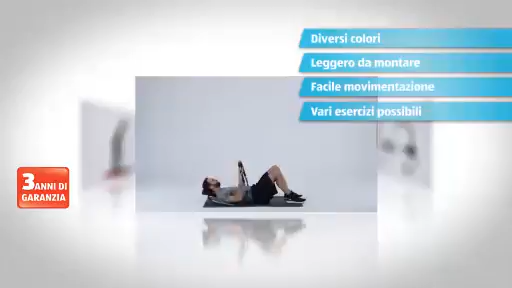 Diversi colori
Leggero da montare
Facile movimentazione
Vari esercizi possibili
3 ANNI DI
GARANZIA